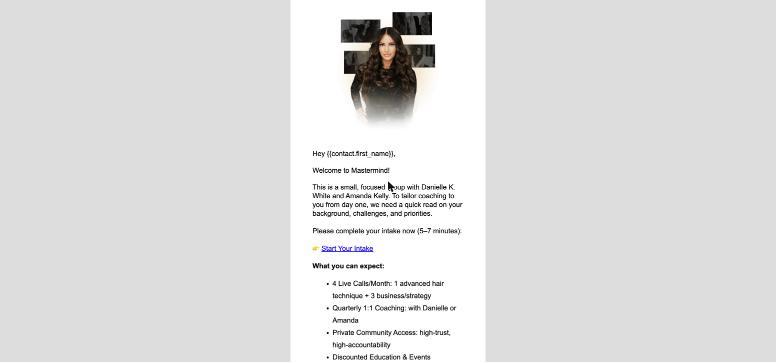 Hey {{contact.first_name}},
Welcome to Mastermind!
This is a small, focused group with Danielle K.
White and Amanda Kelly. To tailor coaching to
you from day one, we need a quick read on your
background, challenges, and priorities.
Please complete your intake now (5–7 minutes):
👉 Start Your Intake
What you can expect:
• 4 Live Calls/Month: 1 advanced hair
technique + 3 business/strategy
• Quarterly 1:1 Coaching: with Danielle or
Amanda
• Private Community Access: high-trust,
high-accountability
• Discounted Education & Events